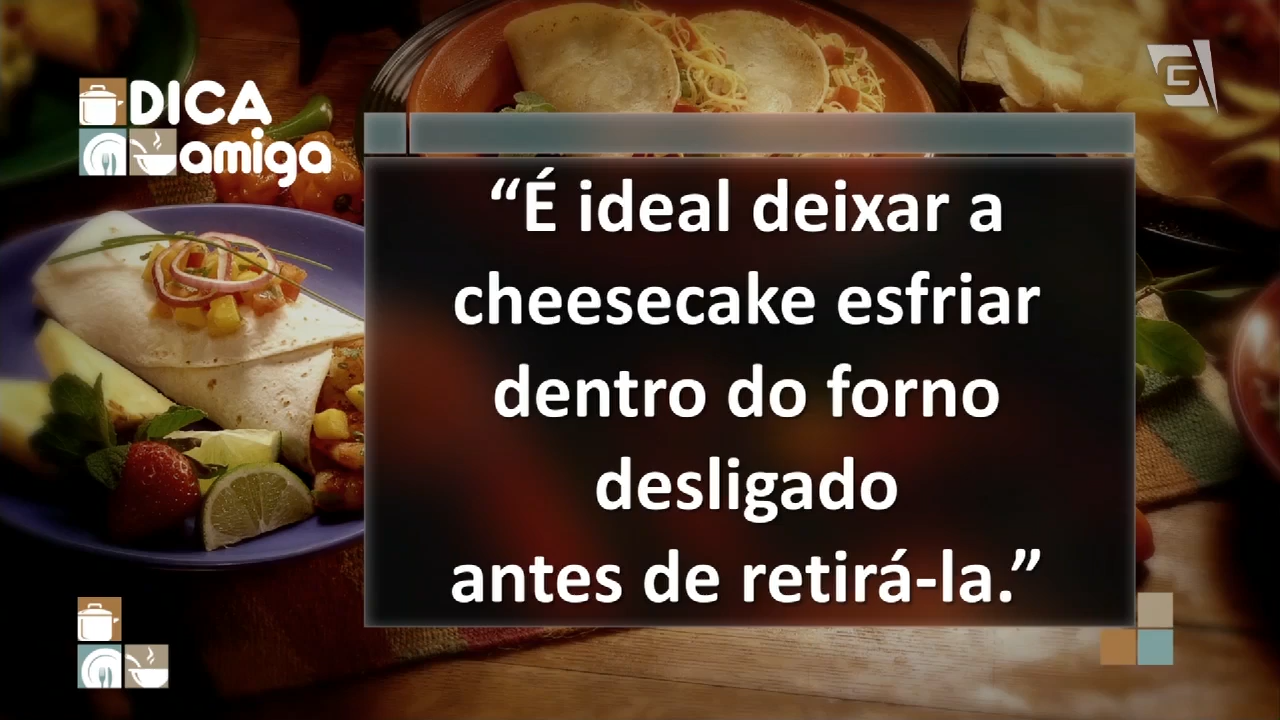 DICA
amiga
G
“É ideal deixar a
cheesecake esfriar
dentro do forno
desligado
antes de retirá-la.”